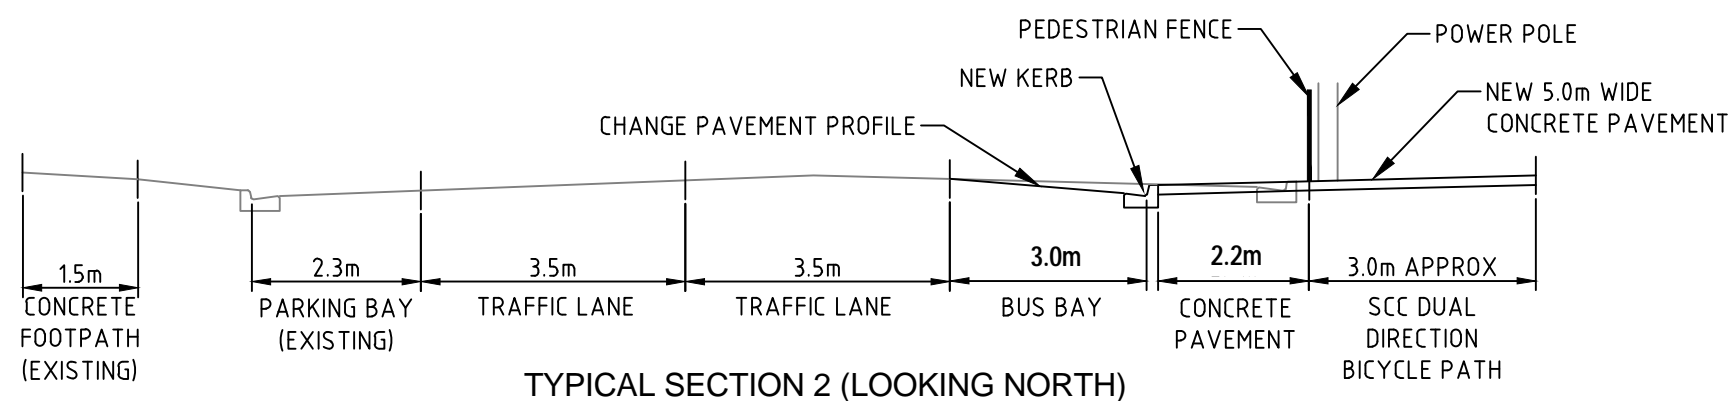 PEDESTRIAN FENCE
POWER POLE
NEW KERB
NEW 5.0m WIDE
CONCRETE PAVEMENT
CHANGE PAVEMENT PROFILE
1.5m
2.3m
3.5m
3.5m
3.0m
2.2m
3.0m APPROX
CONCRETE
FOOTPATH
(EXISTING)
PARKING BAY
(EXISTING)
TRAFFIC LANE
TRAFFIC LANE
BUS BAY
CONCRETE
PAVEMENT
SCC DUAL
DIRECTION
BICYCLE PATH
TYPICAL SECTION 2 (LOOKING NORTH)